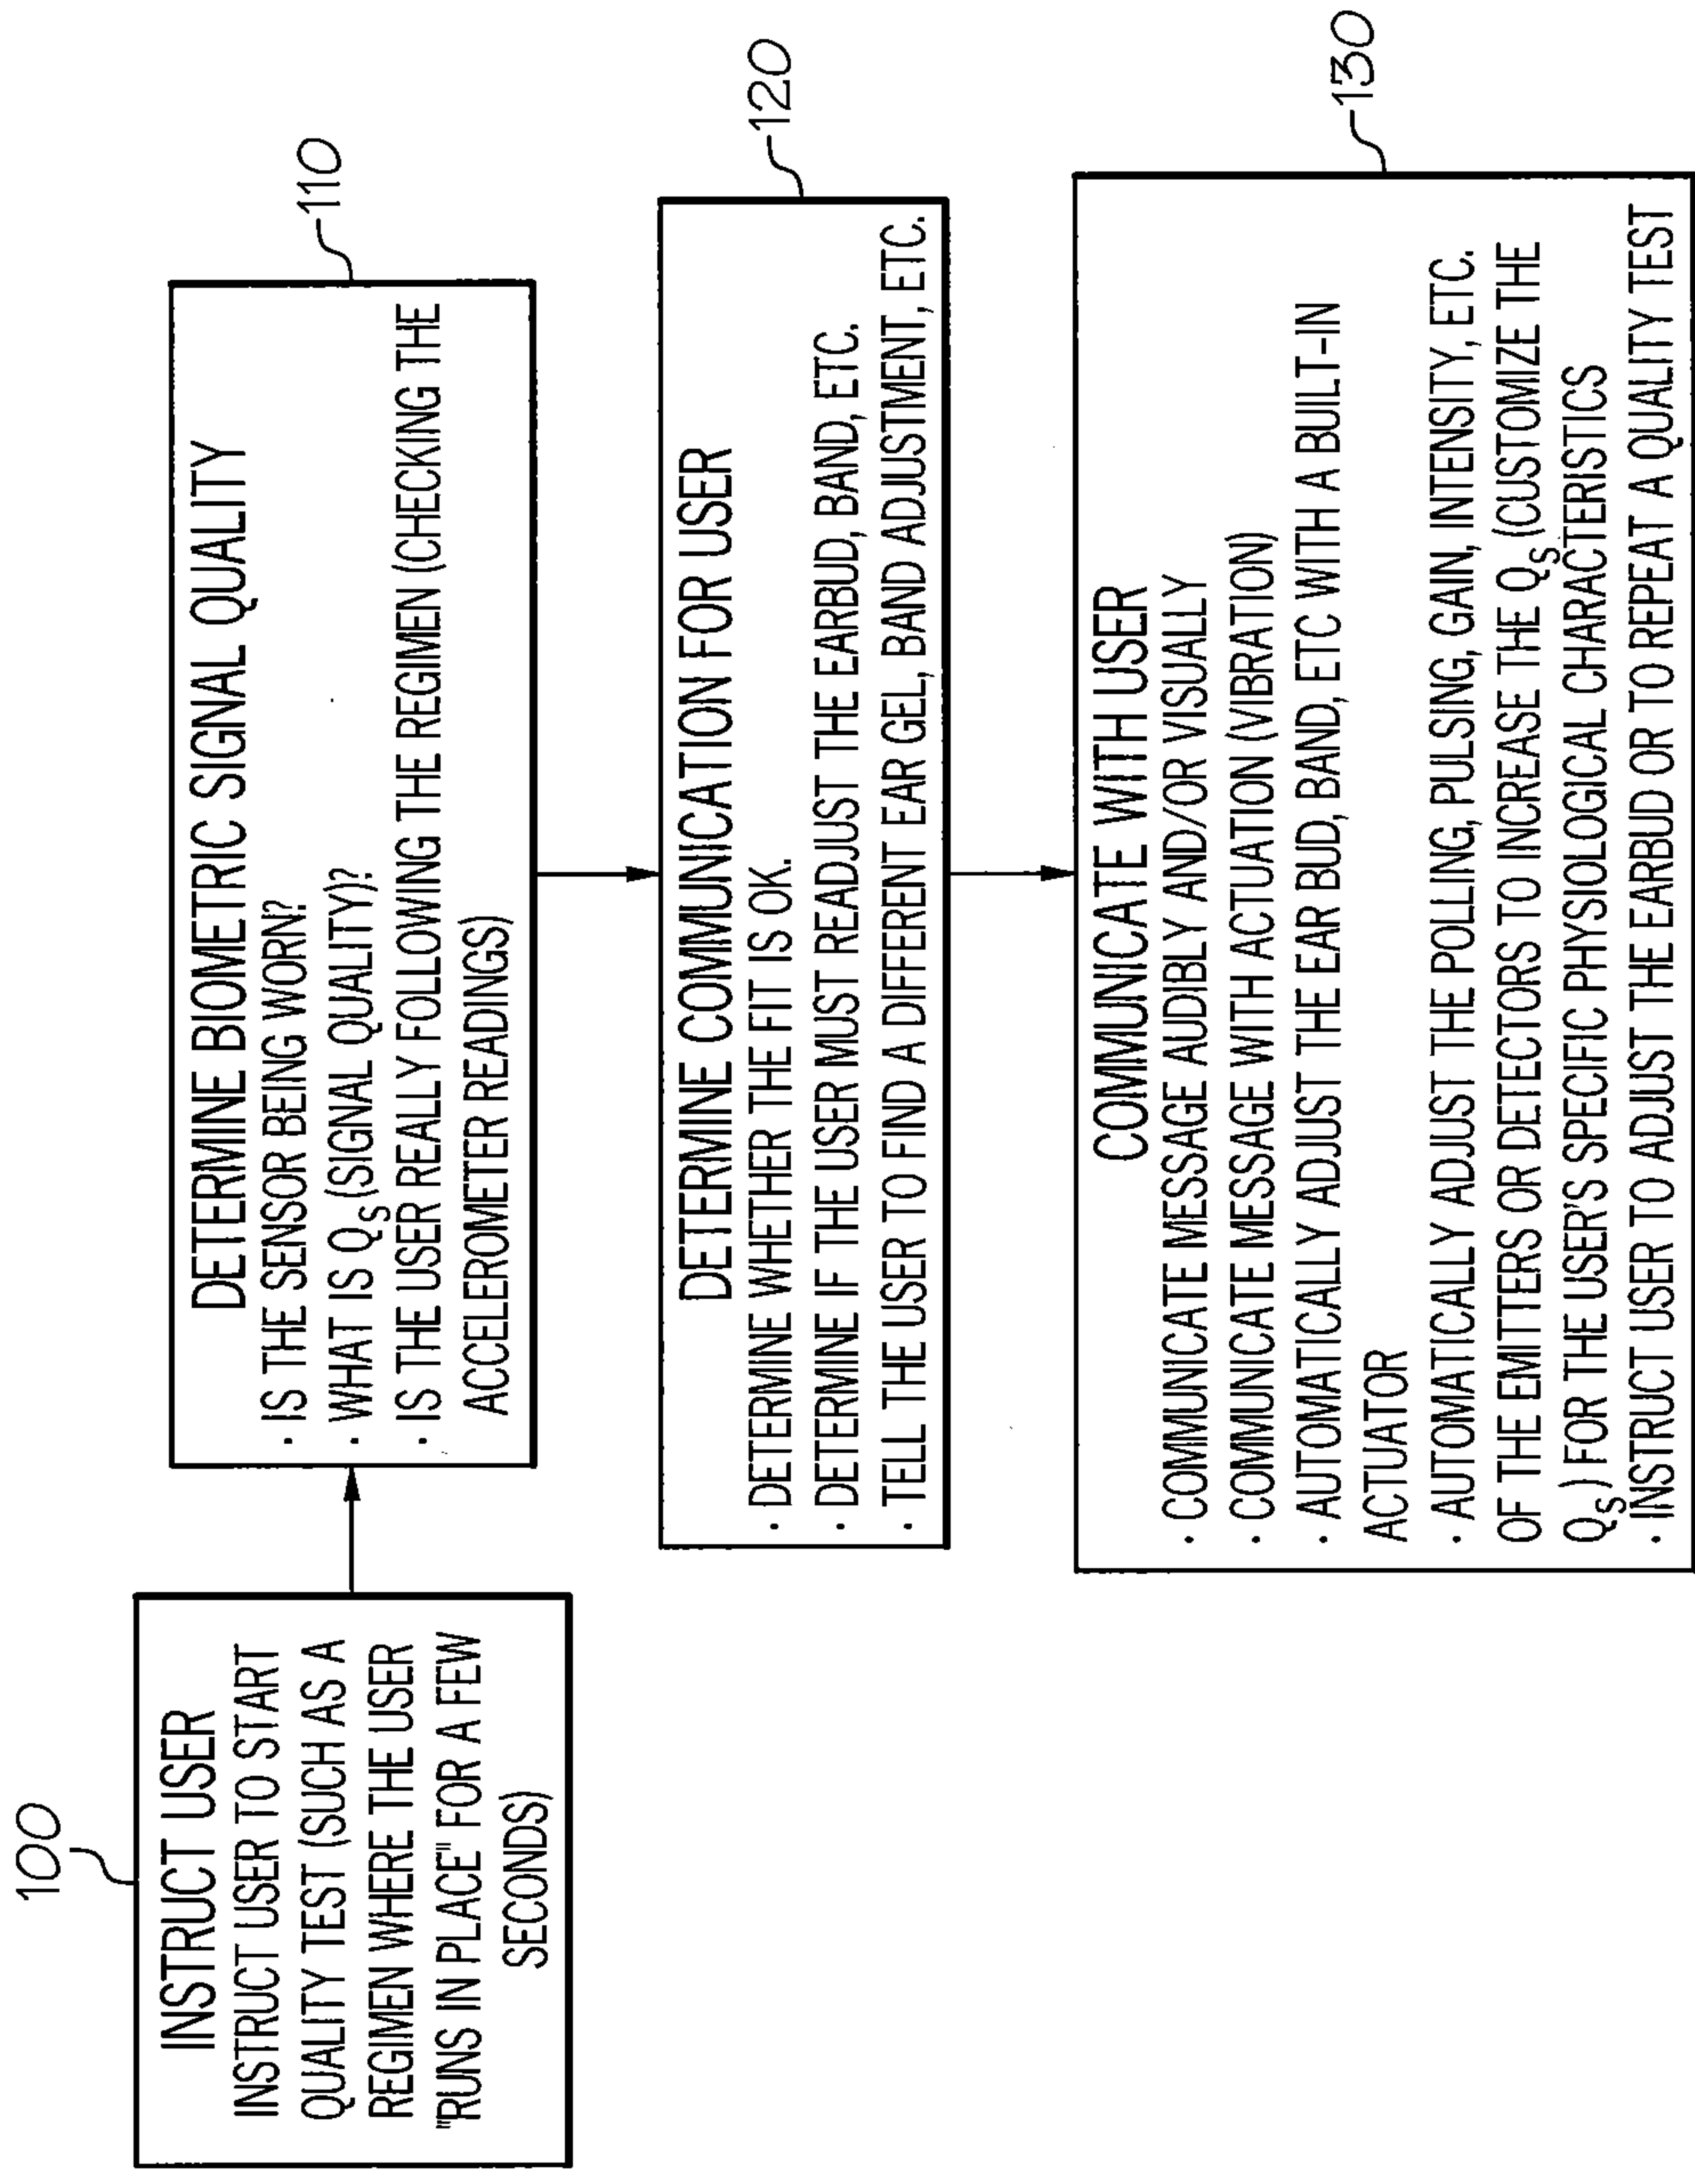 100
INSTRUCT USER
INSTRUCT USER TO START
QUALITY TEST (SUCH AS A
REGIMEN WHERE THE USER
"RUNS IN PLACE" FOR A FEW
SECONDS)
110
DETERMINE BIOMETRIC SIGNAL QUALITY
· IS THE SENSOR BEING WORN?
· WHAT IS Qs (SIGNAL QUALITY)?
· IS THE USER REALLY FOLLOWING THE REGIMEN (CHECKING THE
ACCELEROMETER READINGS)
120
DETERMINE COMMUNICATION FOR USER
· DETERMINE WHETHER THE FIT IS OK.
· DETERMINE IF THE USER MUST READJUST THE EARBUD, BAND, ETC.
· TELL THE USER TO FIND A DIFFERENT EAR GEL, BAND ADJUSTMENT, ETC.
130
COMMUNICATE WITH USER
· COMMUNICATE MESSAGE AUDIBLY AND/OR VISUALLY
· COMMUNICATE MESSAGE WITH ACTUATION (VIBRATION)
· AUTOMATICALLY ADJUST THE EAR BUD, BAND, ETC WITH A BUILT-IN
ACTUATOR
· AUTOMATICALLY ADJUST THE POLLING, PULSING, GAIN, INTENSITY, ETC.
OF THE EMITTERS OR DETECTORS TO INCREASE THE Qs (CUSTOMIZE THE
Qs) FOR THE USER'S SPECIFIC PHYSIOLOGICAL CHARACTERISTICS
· INSTRUCT USER TO ADJUST THE EARBUD OR TO REPEAT A QUALITY TEST